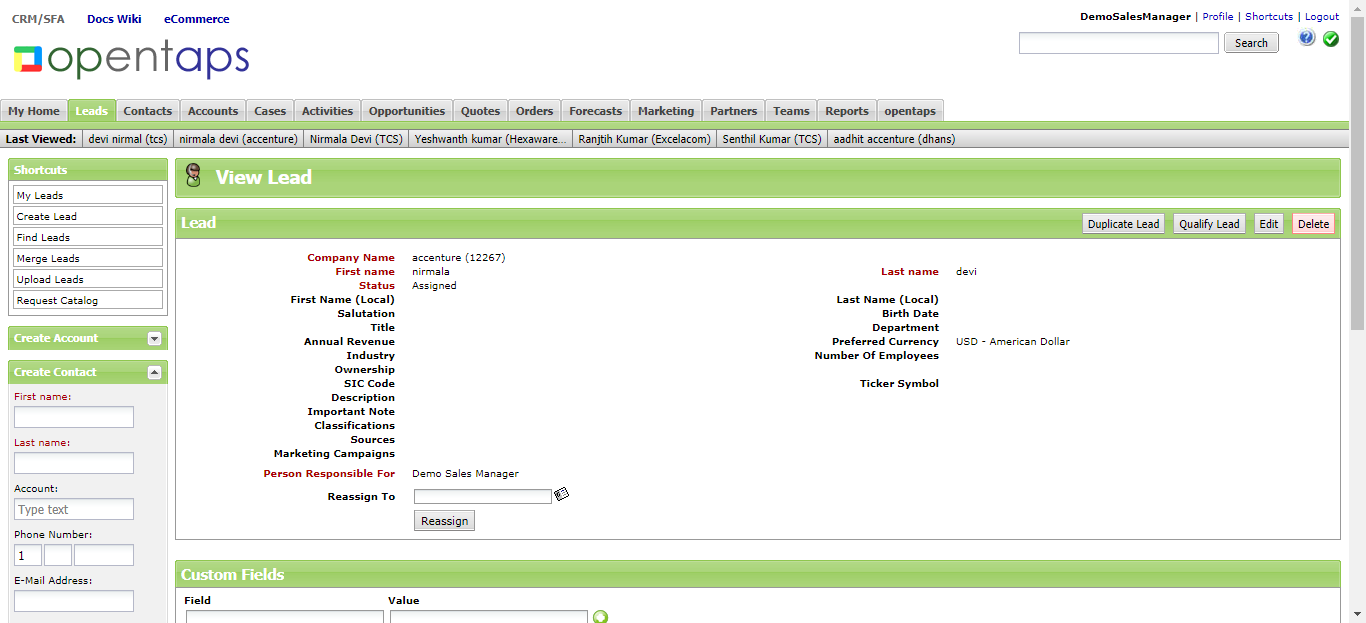 CRM/SFA Docs Wiki eCommerce
DemoSalesManager | Profile | Shortcuts | Logout
opentaps
Search
My Home Leads Contacts Accounts Cases Activities Opportunities Quotes Orders Forecasts Marketing Partners Teams Reports opentaps
Last Viewed: devi nirmal (tcs) nirmala devi (accenture) Nirmala Devi (TCS) Yeshwanth kumar (Hexaware... Ranjtih Kumar (Excelacom) Senthil Kumar (TCS) aadhit accenture (dhans)
Shortcuts
My Leads
Create Lead
Find Leads
Merge Leads
Upload Leads
Request Catalog
Create Account
Create Contact
First name:
Last name:
Account:
Type text
Phone Number:
1
E-Mail Address:
View Lead
Lead
Duplicate Lead Qualify Lead Edit Delete
Company Name accenture (12267)
First name nirmala Last name devi
Status Assigned
First Name (Local) Last Name (Local)
Salutation Birth Date
Title Department
Annual Revenue Preferred Currency USD - American Dollar
Industry Number Of Employees
Ownership
SIC Code Ticker Symbol
Description
Important Note
Classifications
Sources
Marketing Campaigns
Person Responsible For Demo Sales Manager
Reassign To
Reassign
Custom Fields
Field Value